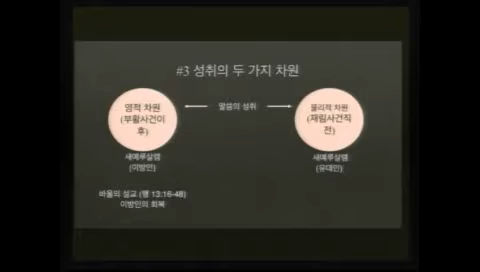 #3 성취의 두 가지 차원
영적 차원
(부활사건이
후)
말씀의 성취
물리적 차원
(재림사건직
전)
새예루살렘
(이방인)
새예루살렘
(유대인)
바울의 설교 (행 13:16-48)
이방인의 회복